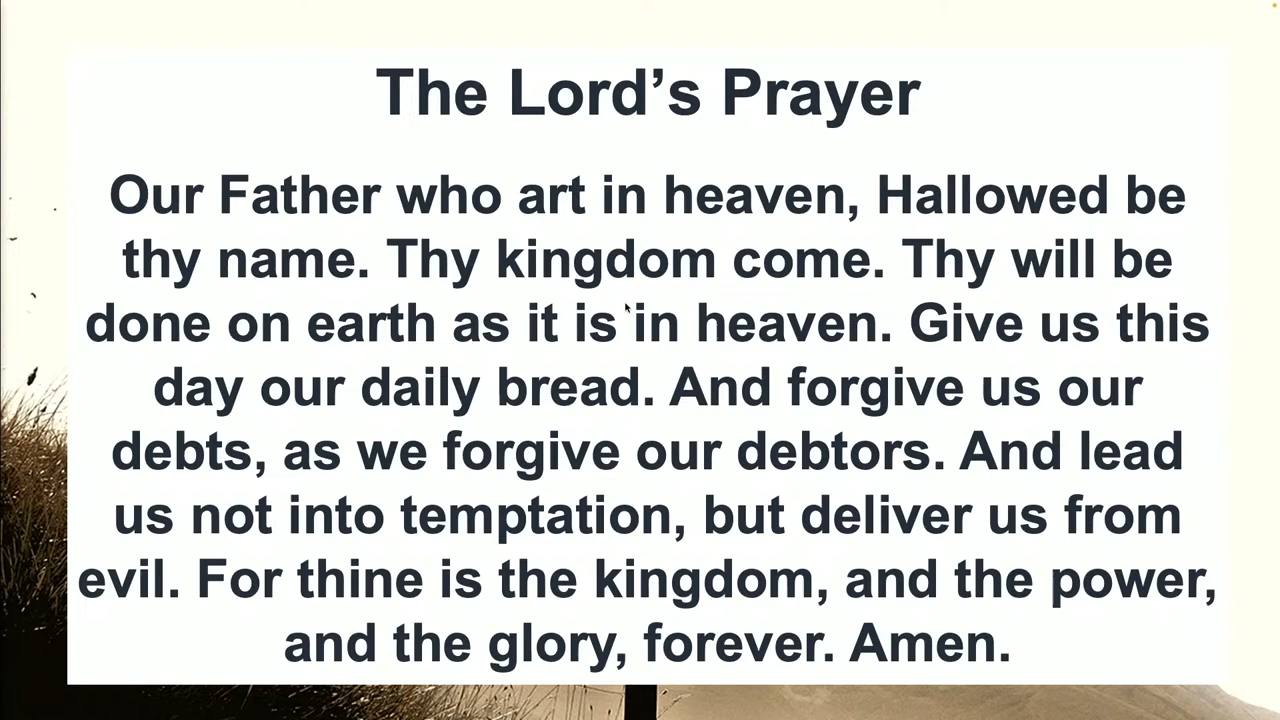 The Lord’s Prayer
Our Father who art in heaven, Hallowed be
thy name. Thy kingdom come. Thy will be
done on earth as it is in heaven. Give us this
day our daily bread. And forgive us our
debts, as we forgive our debtors. And lead
us not into temptation, but deliver us from
evil. For thine is the kingdom, and the power,
and the glory, forever. Amen.